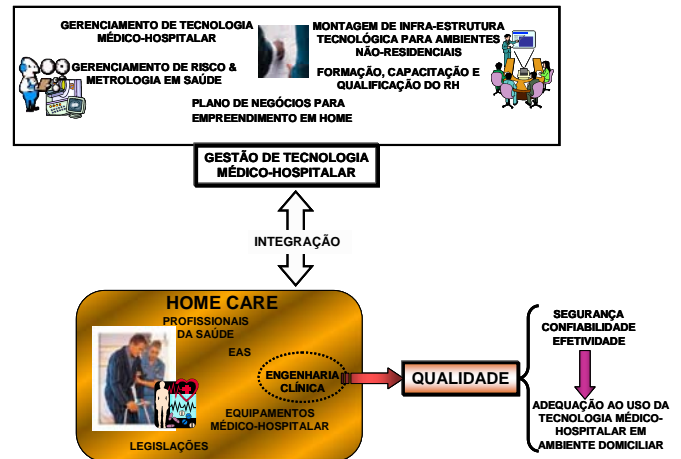 GERENCIAMENTO DE TECNOLOGIA
MÉDICO-HOSPITALAR
MONTAGEM DE INFRA-ESTRUTURA
TECNOLÓGICA PARA AMBIENTES
NÃO-RESIDENCIAIS
GERENCIAMENTO DE RISCO &
METROLOGIA EM SAÚDE
FORMAÇÃO, CAPACITAÇÃO E
QUALIFICAÇÃO DO RH
PLANO DE NEGÓCIOS PARA
EMPREENDIMENTO EM HOME
GESTÃO DE TECNOLOGIA
MÉDICO-HOSPITALAR
INTEGRAÇÃO
HOME CARE
PROFISSIONAIS
DA SAÚDE
EAS
ENGENHARIA
CLÍNICA
EQUIPAMENTOS
MÉDICO-HOSPITALAR
LEGISLAÇÕES
QUALIDADE
SEGURANÇA
CONFIABILIDADE
EFETIVIDADE
ADEQUAÇÃO AO USO DA
TECNOLOGIA MÉDICO-
HOSPITALAR EM
AMBIENTE DOMICILIAR